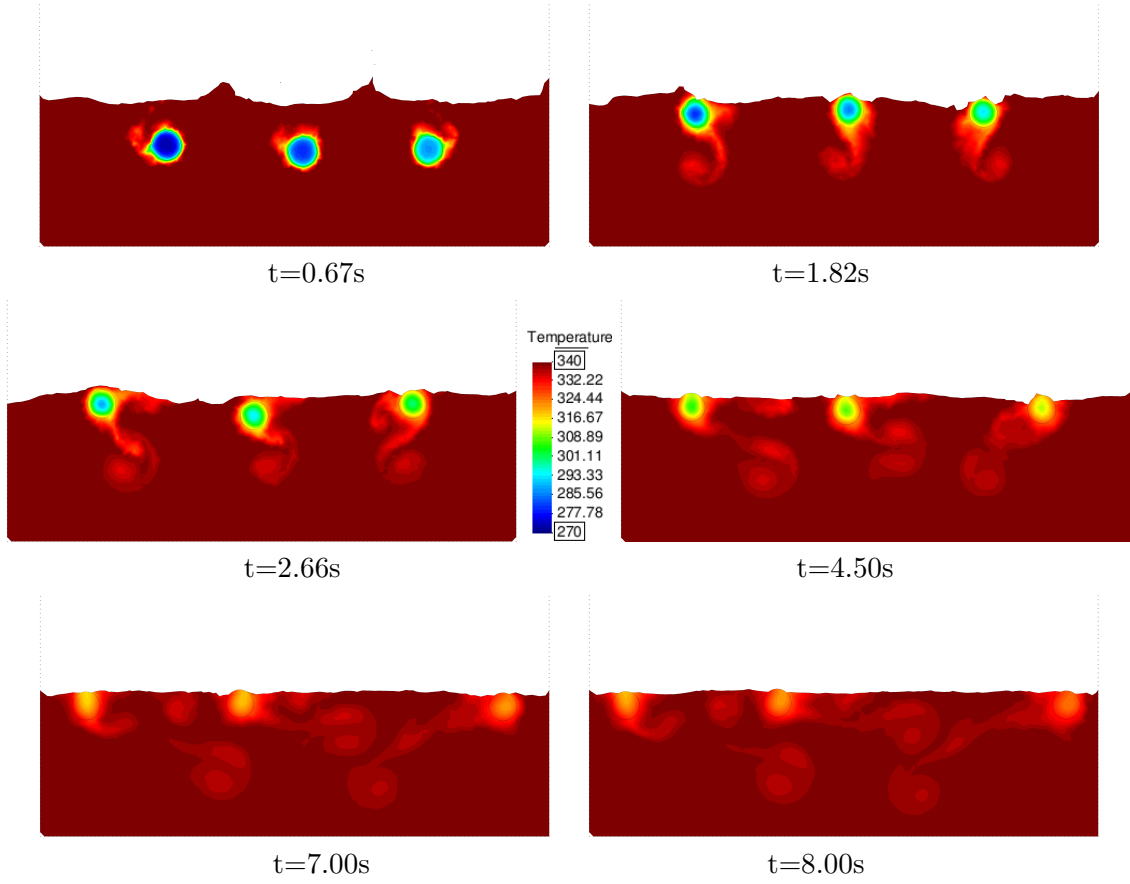 t=0.67s
t=1.82s
Temperature
340
332.22
324.44
316.67
308.89
301.11
293.33
285.56
277.78
270
t=2.66s
t=4.50s
t=7.00s
t=8.00s